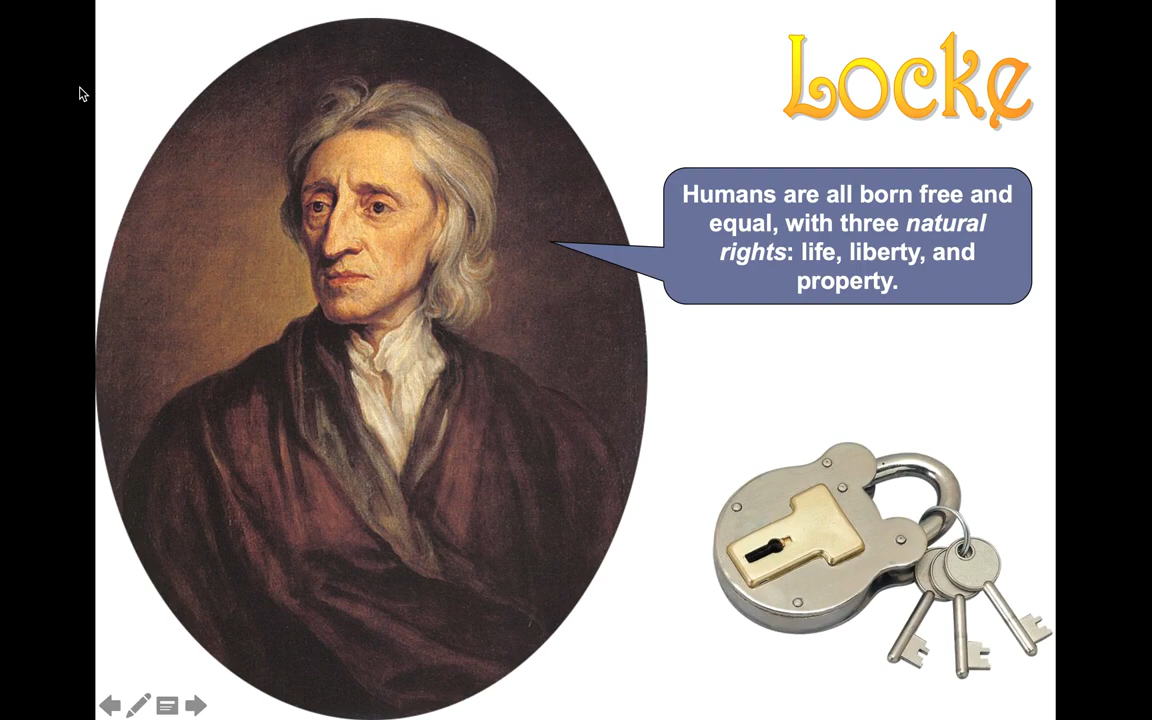 Locke
Humans are all born free and
equal, with three natural
rights: life, liberty, and
property.